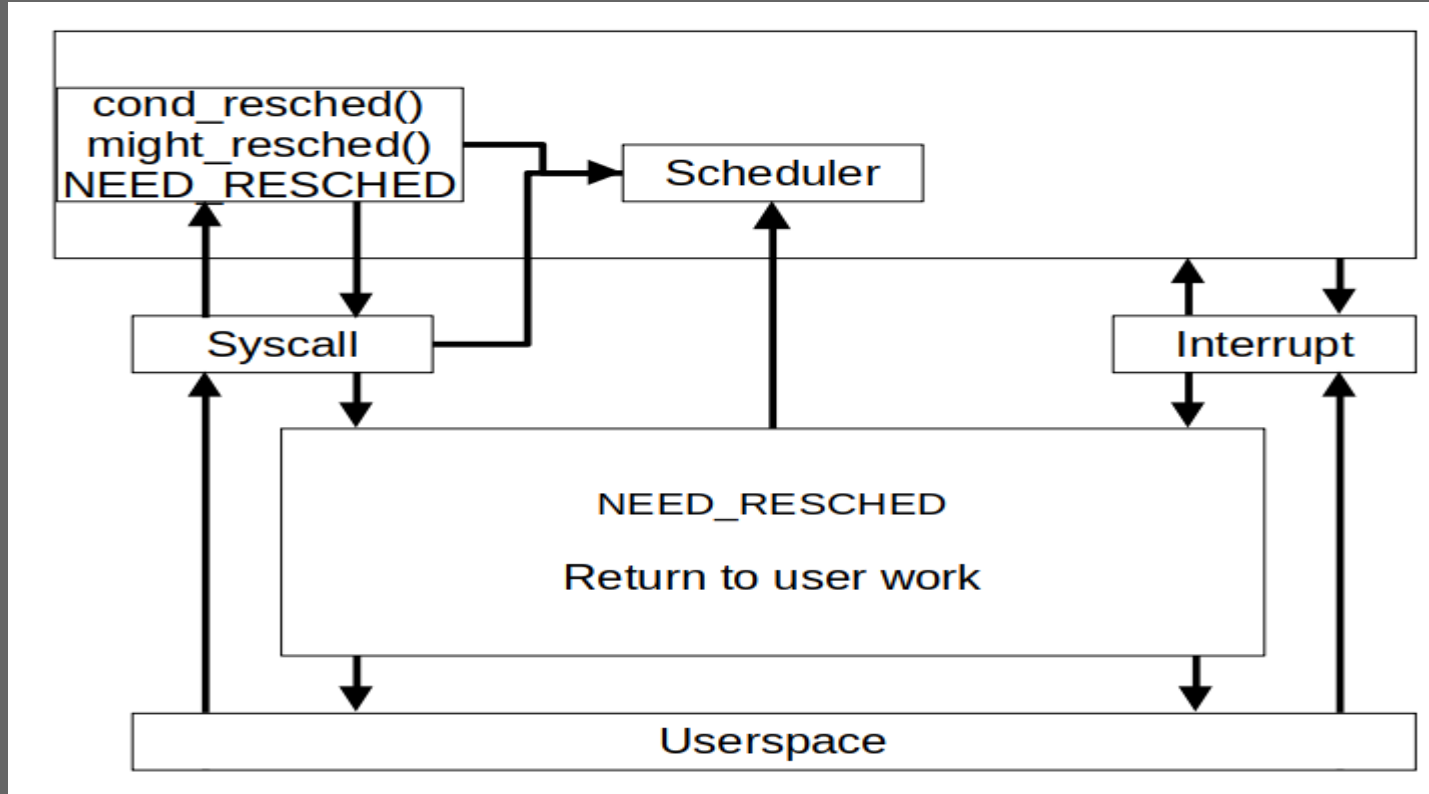 cond_resched()
might_resched()
NEED_RESCHED
Scheduler
Syscall
Interrupt
NEED_RESCHED
Return to user work
Userspace